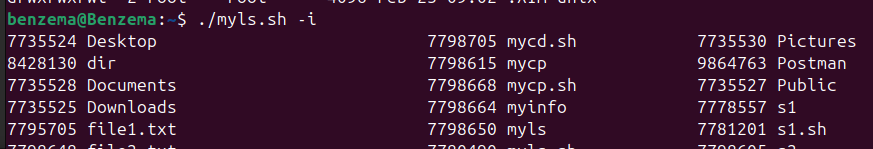 benzema@Benzema:~$ ./myls.sh -i
7735524 Desktop 7798705 mycd.sh 7735530 Pictures
8428130 dir 7798615 mycp 9864763 Postman
7735528 Documents 7798668 mycp.sh 7735527 Public
7735525 Downloads 7798664 myinfo 7778557 s1
7795705 file1.txt 7798650 myls 7781201 s1.sh